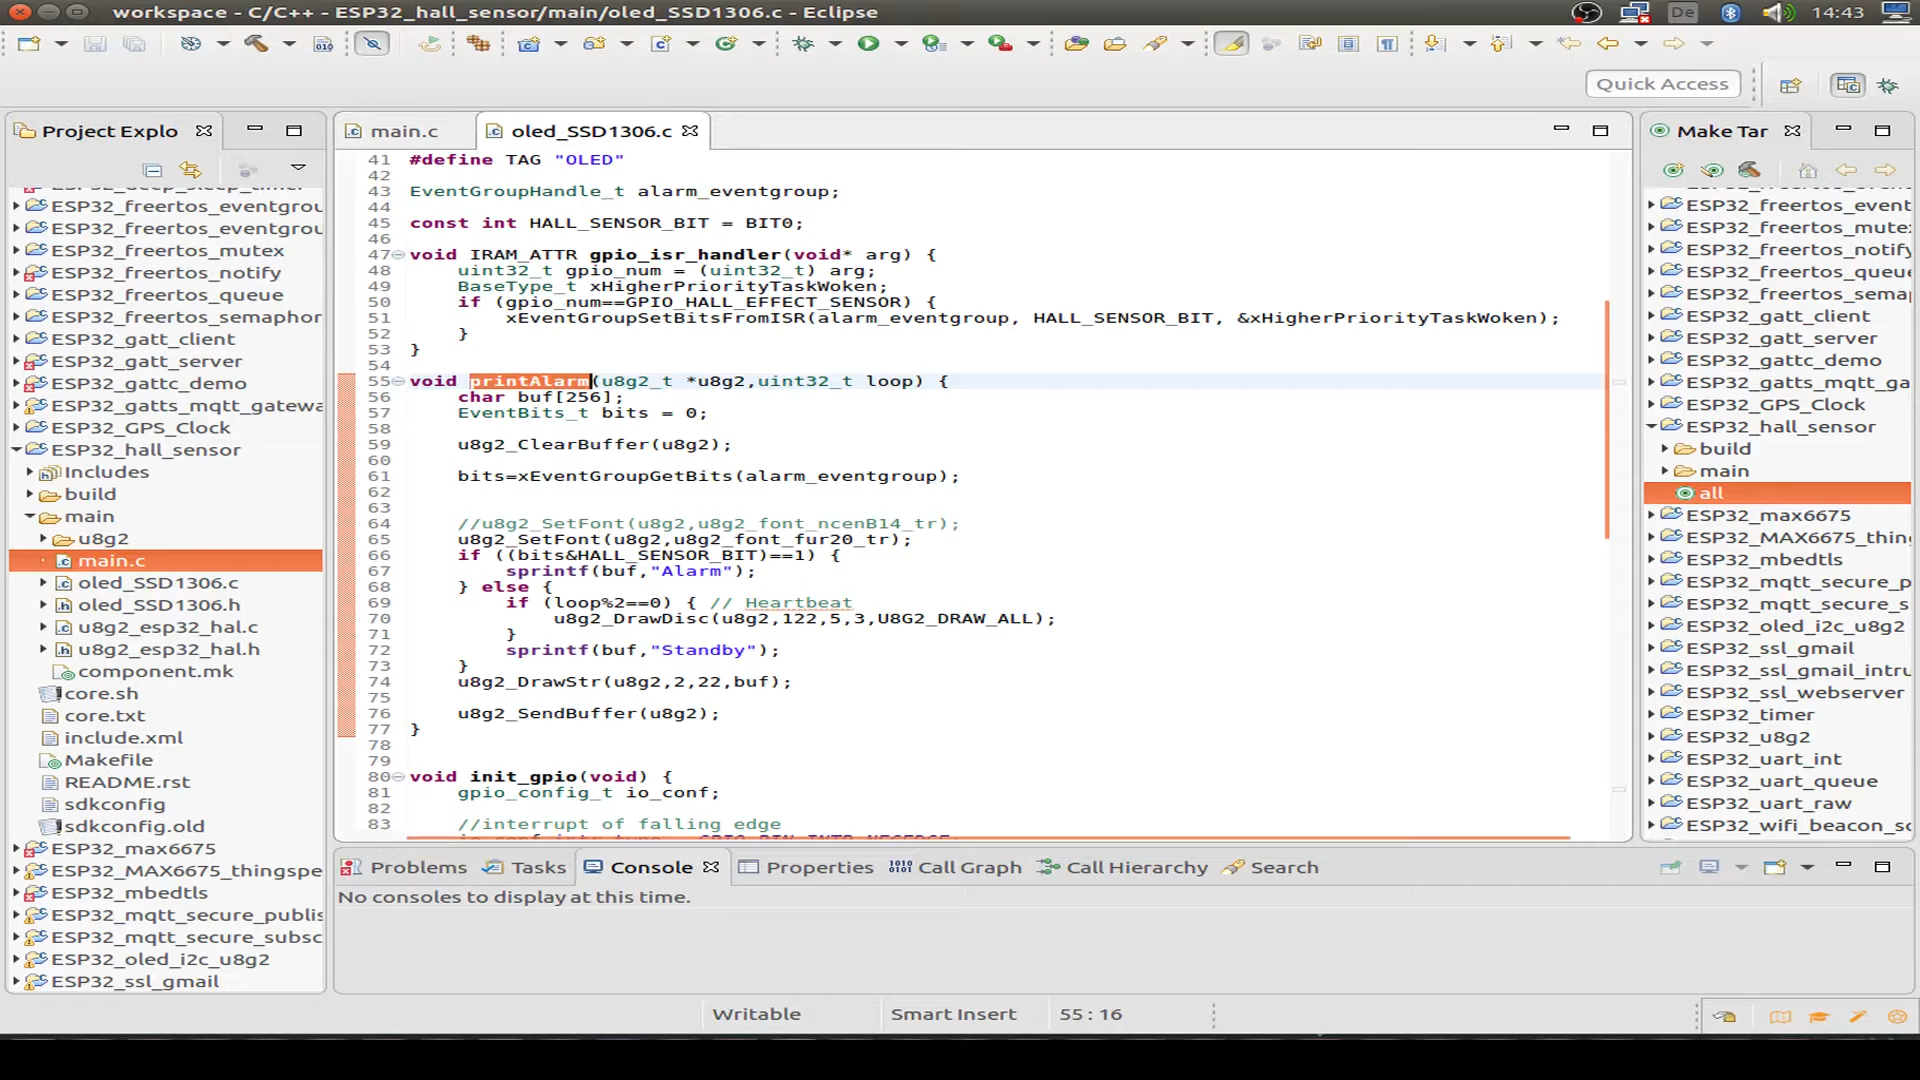 workspace - C/C++ - ESP32_hall_sensor/main/oled_SSD1306.c - Eclipse
De
14:43
Quick Access
Project Explo
ESP32_freertos_eventgrou
ESP32_freertos_eventgrou
ESP32_freertos_mutex
ESP32_freertos_notify
ESP32_freertos_queue
ESP32_freertos_semaphor
ESP32_gatt_client
ESP32_gatt_server
ESP32_gattc_demo
ESP32_gatts_mqtt_gatewa
ESP32_GPS_Clock
ESP32_hall_sensor
Includes
build
main
u8g2
main.c
oled_SSD1306.c
oled_SSD1306.h
u8g2_esp32_hal.c
u8g2_esp32_hal.h
component.mk
core.sh
core.txt
include.xml
Makefile
README.rst
sdkconfig
sdkconfig.old
ESP32_max6675
ESP32_MAX6675_thingspe
ESP32_mbedtls
ESP32_mqtt_secure_publis
ESP32_mqtt_secure_subsc
ESP32_oled_i2c_u8g2
ESP32_ssl_gmail
main.c
oled_SSD1306.c
41 #define TAG "OLED"
42
43 EventGroupHandle_t alarm_eventgroup;
44
45 const int HALL_SENSOR_BIT = BIT0;
46
47 void IRAM_ATTR gpio_isr_handler(void* arg) {
48 uint32_t gpio_num = (uint32_t) arg;
49 BaseType_t xHigherPriorityTaskWoken;
50 if (gpio_num==GPIO_HALL_EFFECT_SENSOR) {
51 xEventGroupSetBitsFromISR(alarm_eventgroup, HALL_SENSOR_BIT, &xHigherPriorityTaskWoken);
52 }
53 }
54
55 void printAlarm(u8g2_t *u8g2,uint32_t loop) {
56 char buf[256];
57 EventBits_t bits = 0;
58
59 u8g2_ClearBuffer(u8g2);
60
61 bits=xEventGroupGetBits(alarm_eventgroup);
62
63
64 //u8g2_SetFont(u8g2,u8g2_font_ncenB14_tr);
65 u8g2_SetFont(u8g2,u8g2_font_fur20_tr);
66 if ((bits&HALL_SENSOR_BIT)==1) {
67 sprintf(buf,"Alarm");
68 } else {
69 if (loop%2==0) { // Heartbeat
70 u8g2_DrawDisc(u8g2,122,5,3,U8G2_DRAW_ALL);
71 }
72 sprintf(buf,"Standby");
73 }
74 u8g2_DrawStr(u8g2,2,22,buf);
75
76 u8g2_SendBuffer(u8g2);
77 }
78
79
80 void init_gpio(void) {
81 gpio_config_t io_conf;
82
83 //interrupt of falling edge
Make Tar
ESP32_freertos_event
ESP32_freertos_mute
ESP32_freertos_notify
ESP32_freertos_queue
ESP32_freertos_sema
ESP32_gatt_client
ESP32_gatt_server
ESP32_gattc_demo
ESP32_gatts_mqtt_ga
ESP32_GPS_Clock
ESP32_hall_sensor
build
main
all
ESP32_max6675
ESP32_MAX6675_thing
ESP32_mbedtls
ESP32_mqtt_secure_p
ESP32_mqtt_secure_s
ESP32_oled_i2c_u8g2
ESP32_ssl_gmail
ESP32_ssl_gmail_intru
ESP32_ssl_webserver
ESP32_timer
ESP32_u8g2
ESP32_uart_int
ESP32_uart_queue
ESP32_uart_raw
ESP32_wifi_beacon_sc
Problems
Tasks
Console
Properties
Call Graph
Call Hierarchy
Search
No consoles to display at this time.
Writable
Smart Insert
55 : 16